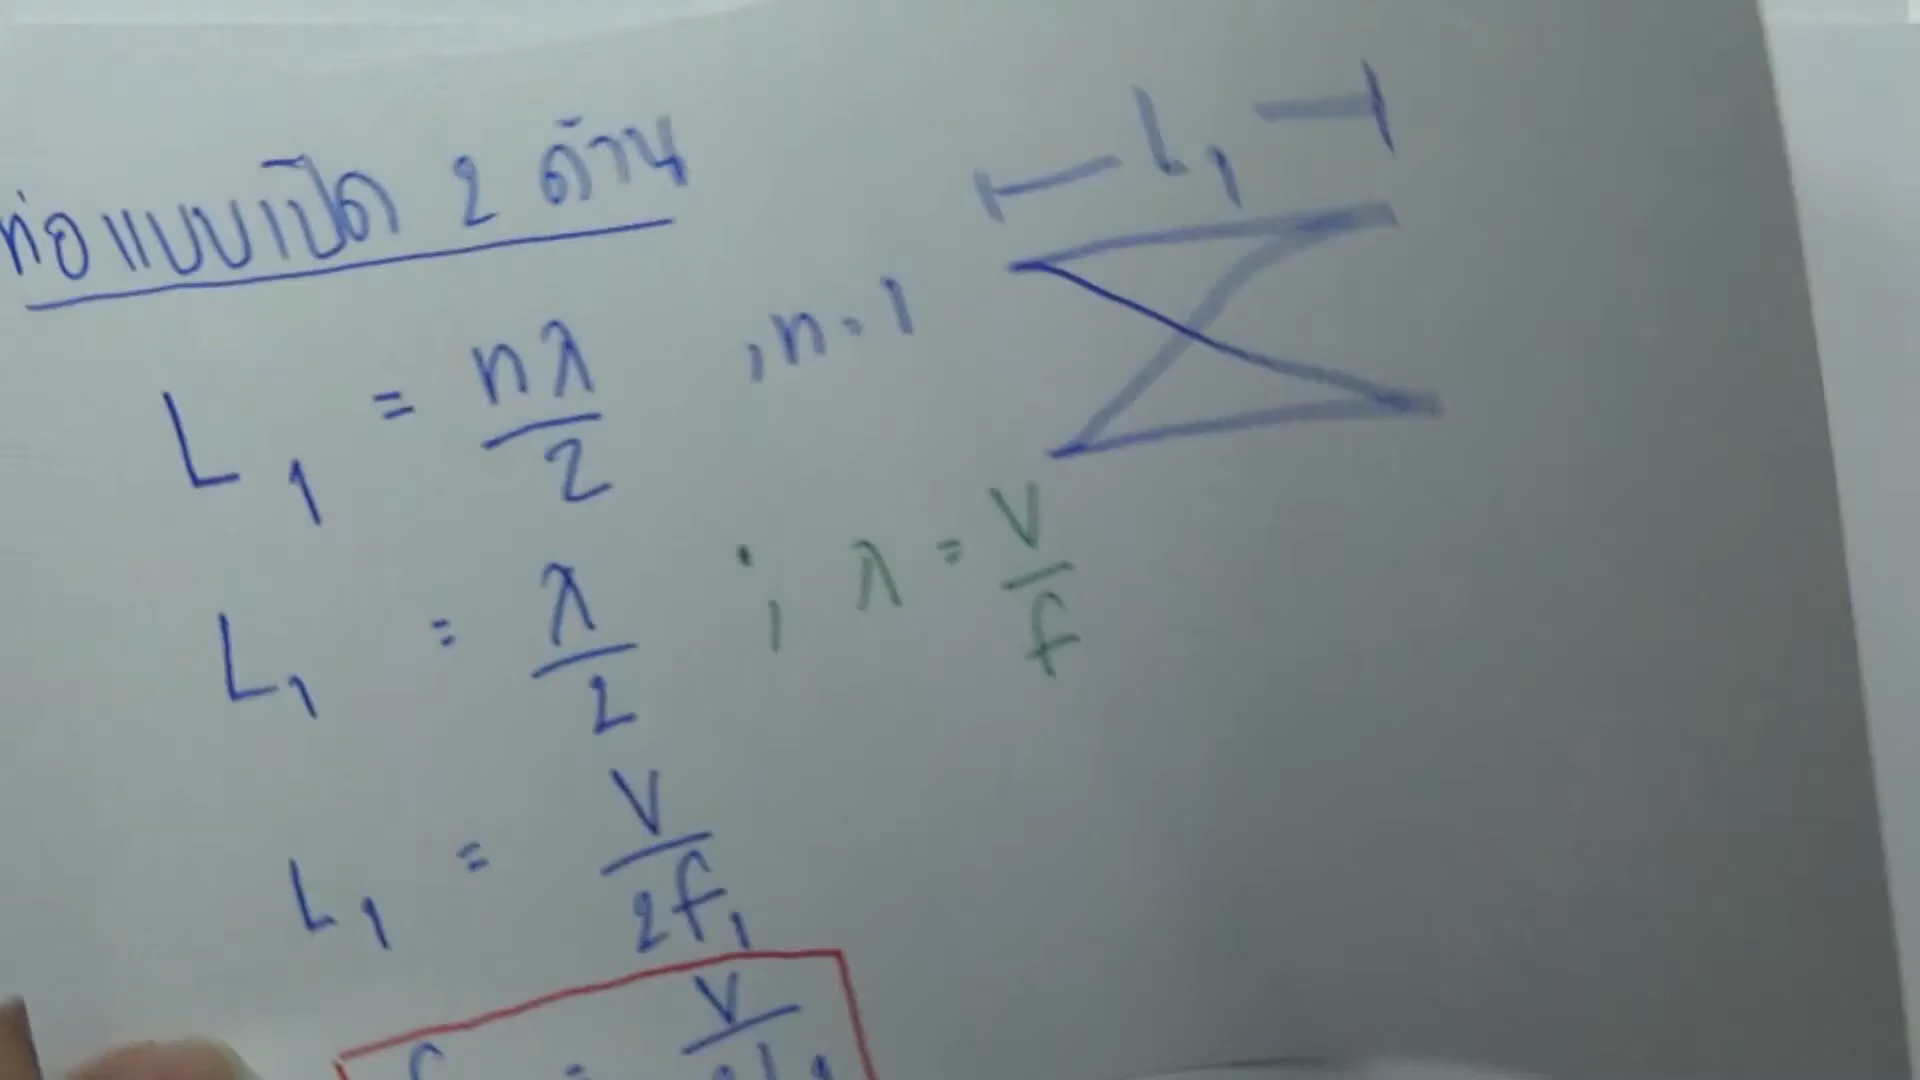 ท่อแบบเปิด 2 ด้าน
L₁
L₁ = nλ/2 , n=1
L₁ = λ/2 ; λ = V/f
L₁ = V/2f₁